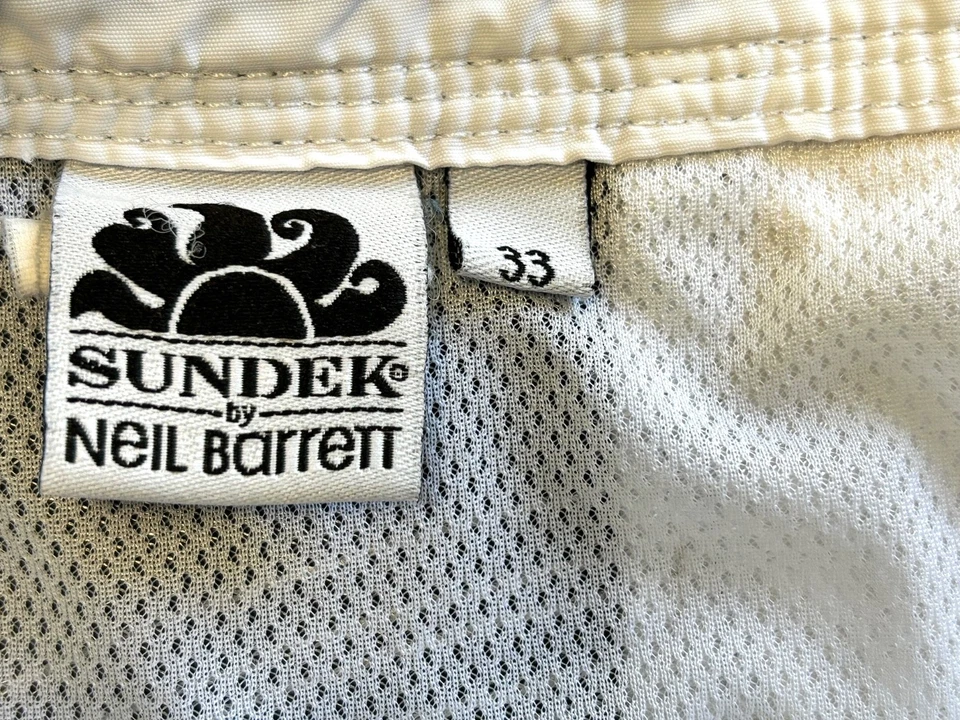 SUNDEK®
by
Neil Barrett
33